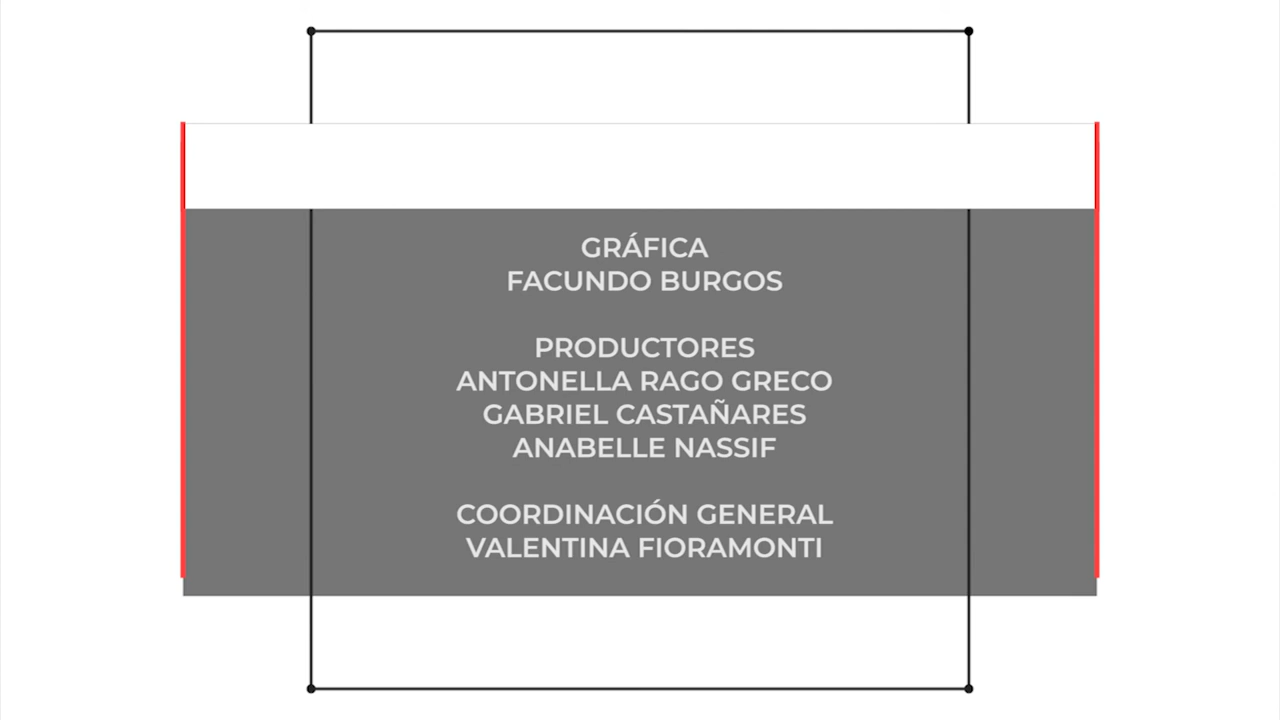 GRÁFICA
FACUNDO BURGOS
PRODUCTORES
ANTONELLA RAGO GRECO
GABRIEL CASTAÑARES
ANABELLE NASSIF
COORDINACIÓN GENERAL
VALENTINA FIORAMONTI